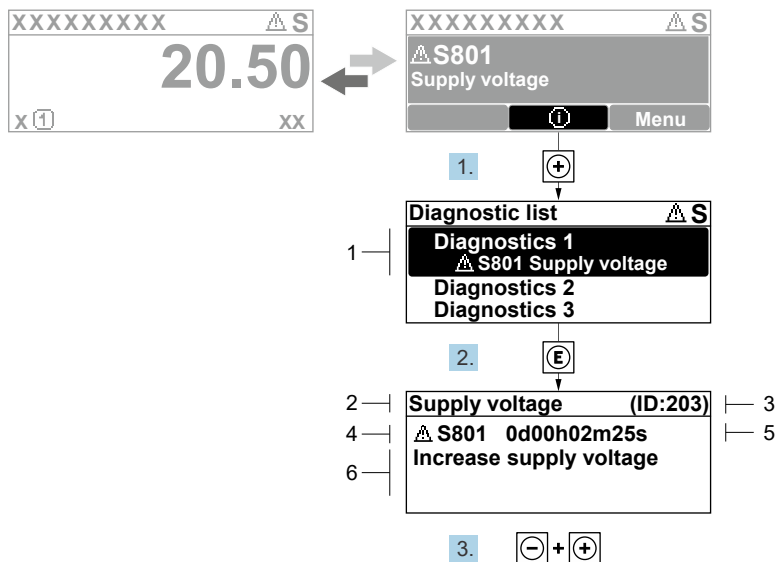 XXXXXXXXX ⚠ S
20.50
X 1 XX
XXXXXXXXX ⚠ S
⚠ S801
Supply voltage
i Menu
1. +
Diagnostic list ⚠ S
1
Diagnostics 1
⚠ S801 Supply voltage
Diagnostics 2
Diagnostics 3
2. E
2 Supply voltage (ID:203) 3
4 ⚠ S801 0d00h02m25s 5
6 Increase supply voltage
3. - + +